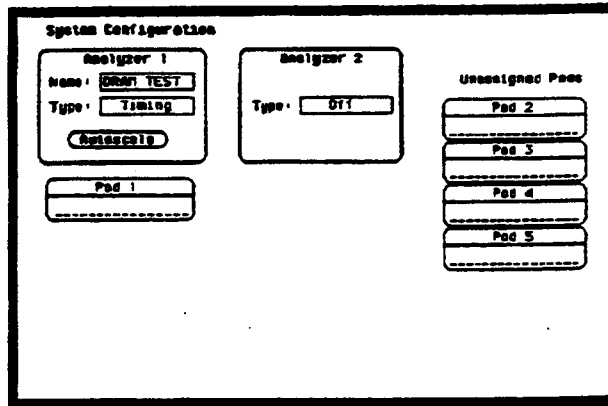 System Configuration
Analyzer 1
Name: DRAM TEST
Type: Timing
Autoscale
Pod 1
Analyzer 2
Type: Off
Unassigned Pods
Pod 2
Pod 3
Pod 4
Pod 5